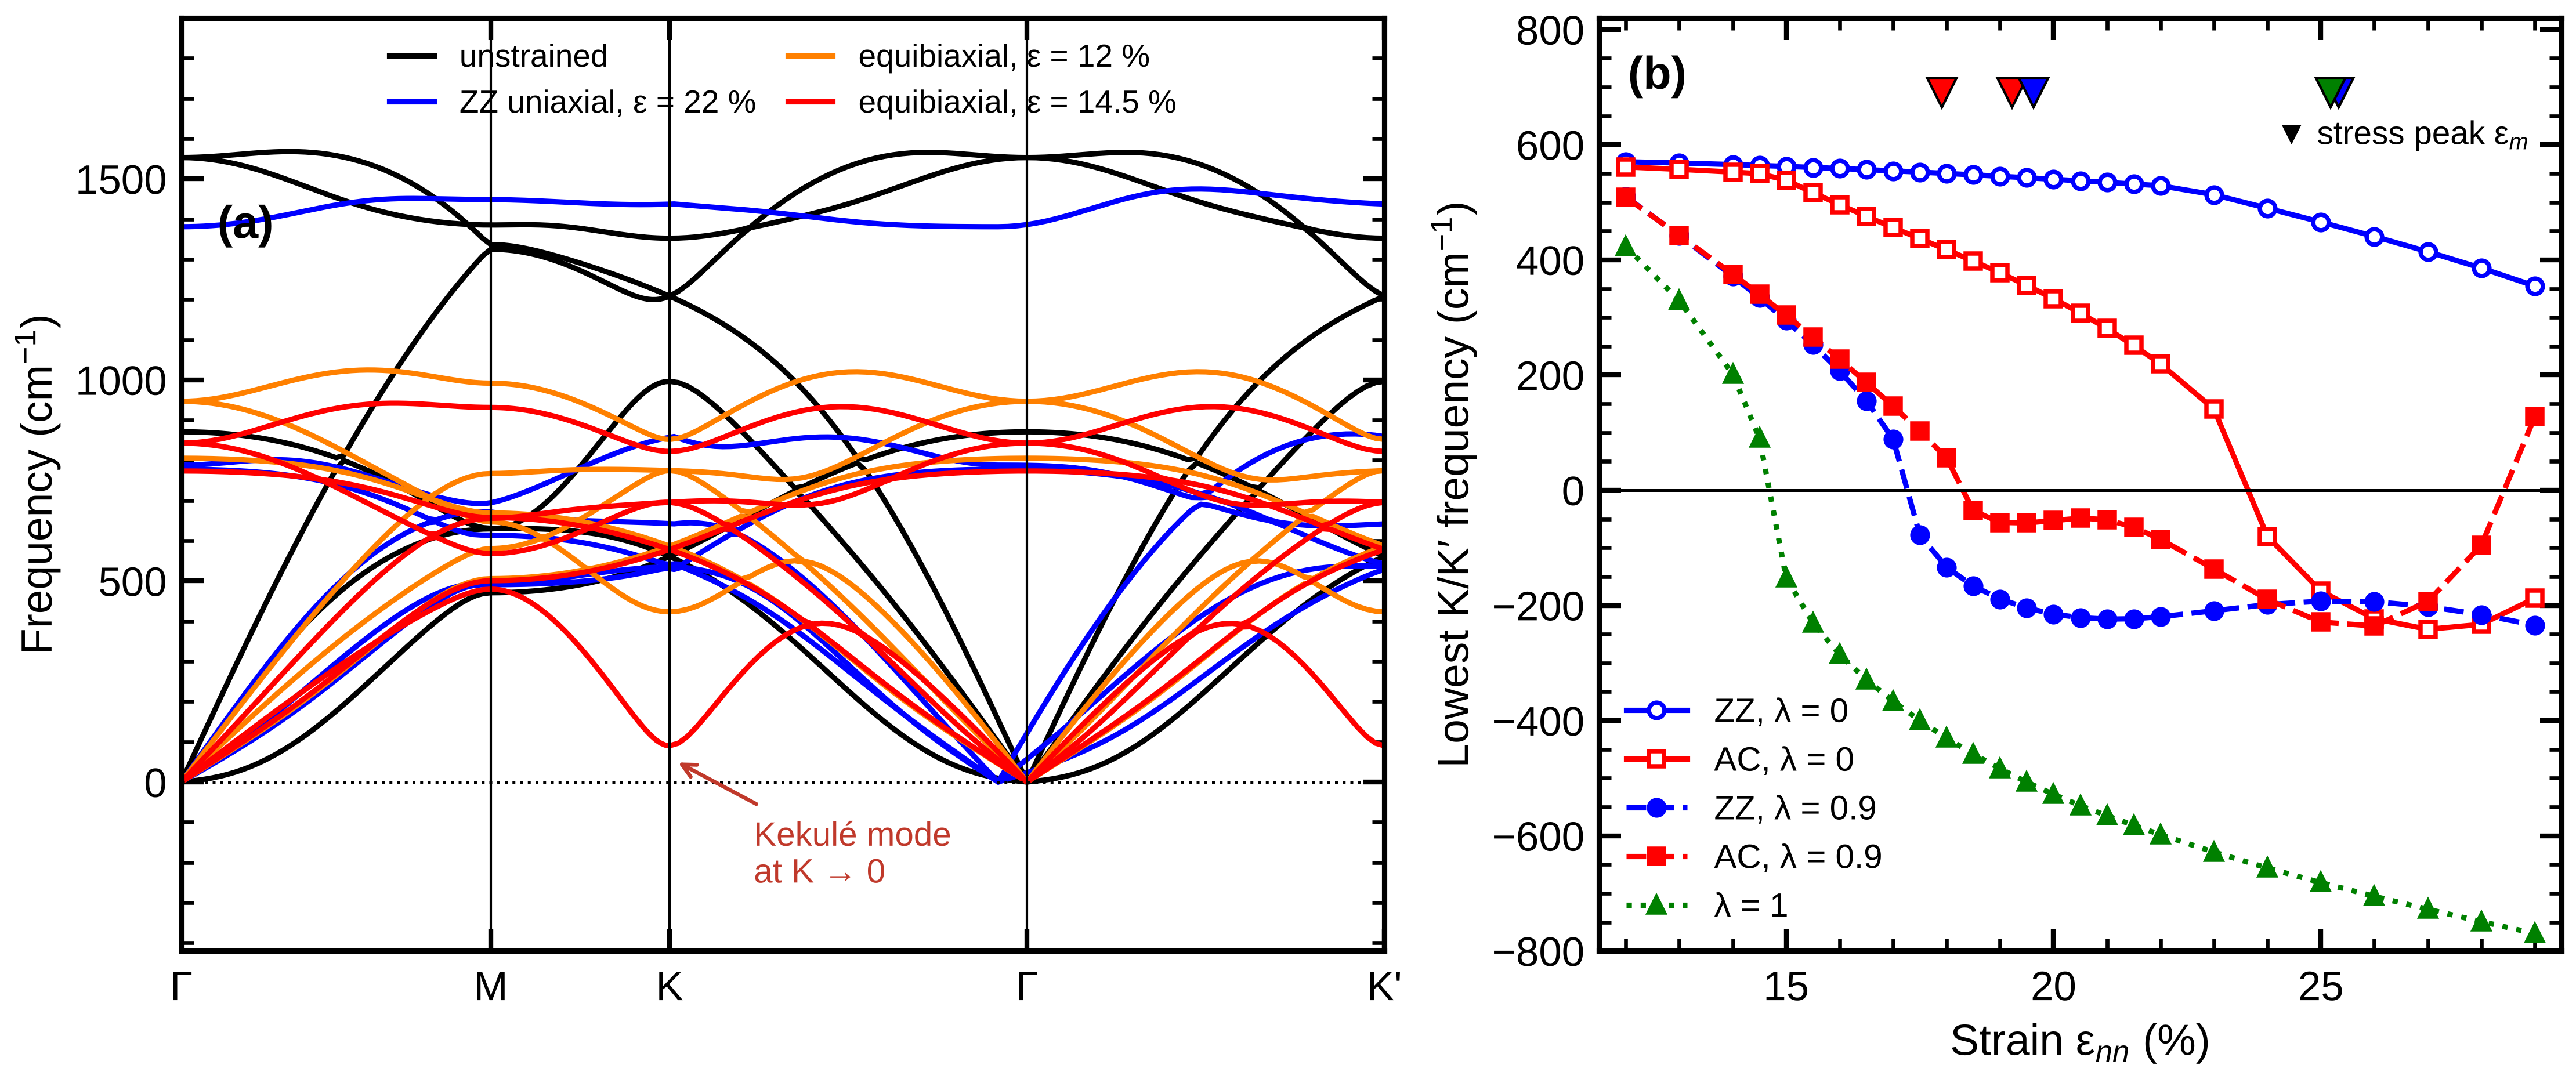 unstrained
ZZ uniaxial, ε = 22 %
equibiaxial, ε = 12 %
equibiaxial, ε = 14.5 %
(a)
1500
1000
500
0
Frequency (cm⁻¹)
Kekulé mode
at K → 0
Γ
M
K
Γ
K'
(b)
stress peak εₘ
800
600
400
200
0
−200
−400
−600
−800
Lowest K/K′ frequency (cm⁻¹)
ZZ, λ = 0
AC, λ = 0
ZZ, λ = 0.9
AC, λ = 0.9
λ = 1
15
20
25
Strain εₙₙ (%)